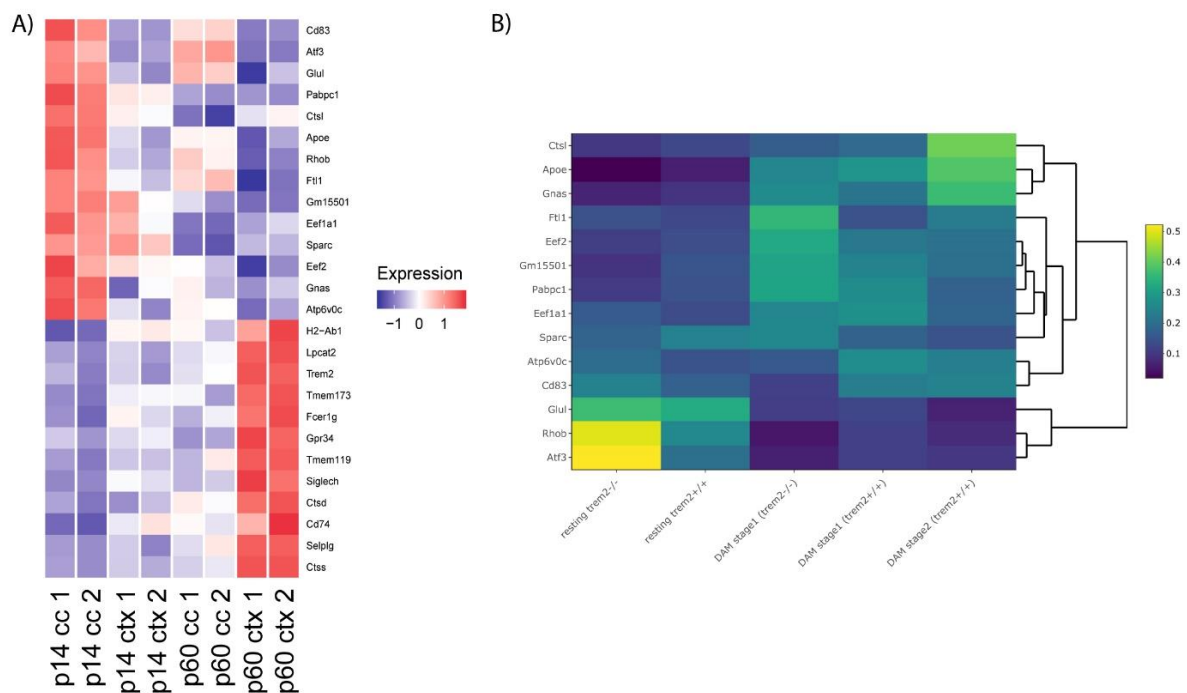 A)
Cd83
Atf3
Glul
Pabpc1
Ctsl
Apoe
Rhob
Ftl1
Gm15501
Eef1a1
Sparc
Eef2
Gnas
Atp6v0c
H2−Ab1
Lpcat2
Trem2
Tmem173
Fcer1g
Gpr34
Tmem119
Siglech
Ctsd
Cd74
Selplg
Ctss
p14 cc 1
p14 cc 2
p14 ctx 1
p14 ctx 2
p60 cc 1
p60 cc 2
p60 ctx 1
p60 ctx 2
Expression
−1 0 1
B)
Ctsl
Apoe
Gnas
Ftl1
Eef2
Gm15501
Pabpc1
Eef1a1
Sparc
Atp6v0c
Cd83
Glul
Rhob
Atf3
resting trem2-/-
resting trem2+/+
DAM stage1 (trem2-/-)
DAM stage1 (trem2+/+)
DAM stage2 (trem2+/+)
0.5
0.4
0.3
0.2
0.1